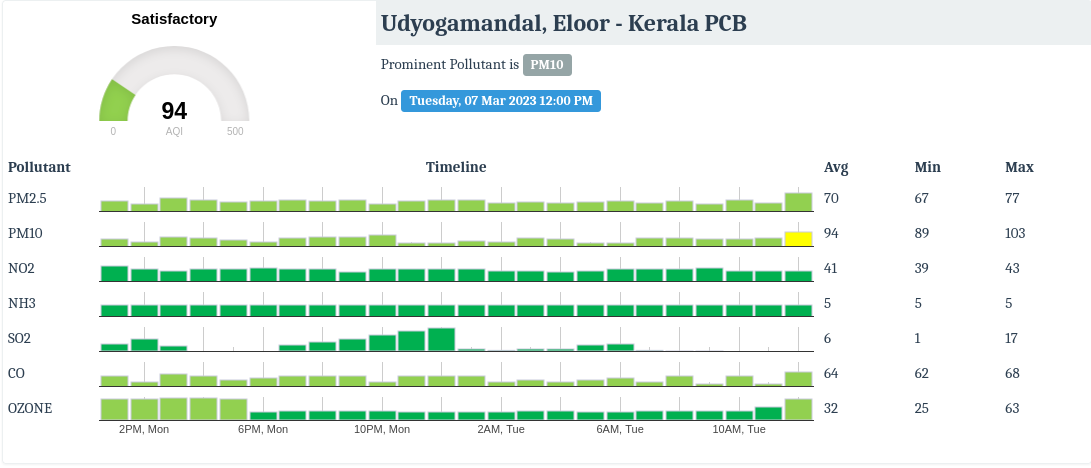 Satisfactory
94
0 AQI 500
Udyogamandal, Eloor - Kerala PCB
Prominent Pollutant is PM10
On Tuesday, 07 Mar 2023 12:00 PM
Pollutant Timeline Avg Min Max
PM2.5 70 67 77
PM10 94 89 103
NO2 41 39 43
NH3 5 5 5
SO2 6 1 17
CO 64 62 68
OZONE 32 25 63
2PM, Mon 6PM, Mon 10PM, Mon 2AM, Tue 6AM, Tue 10AM, Tue